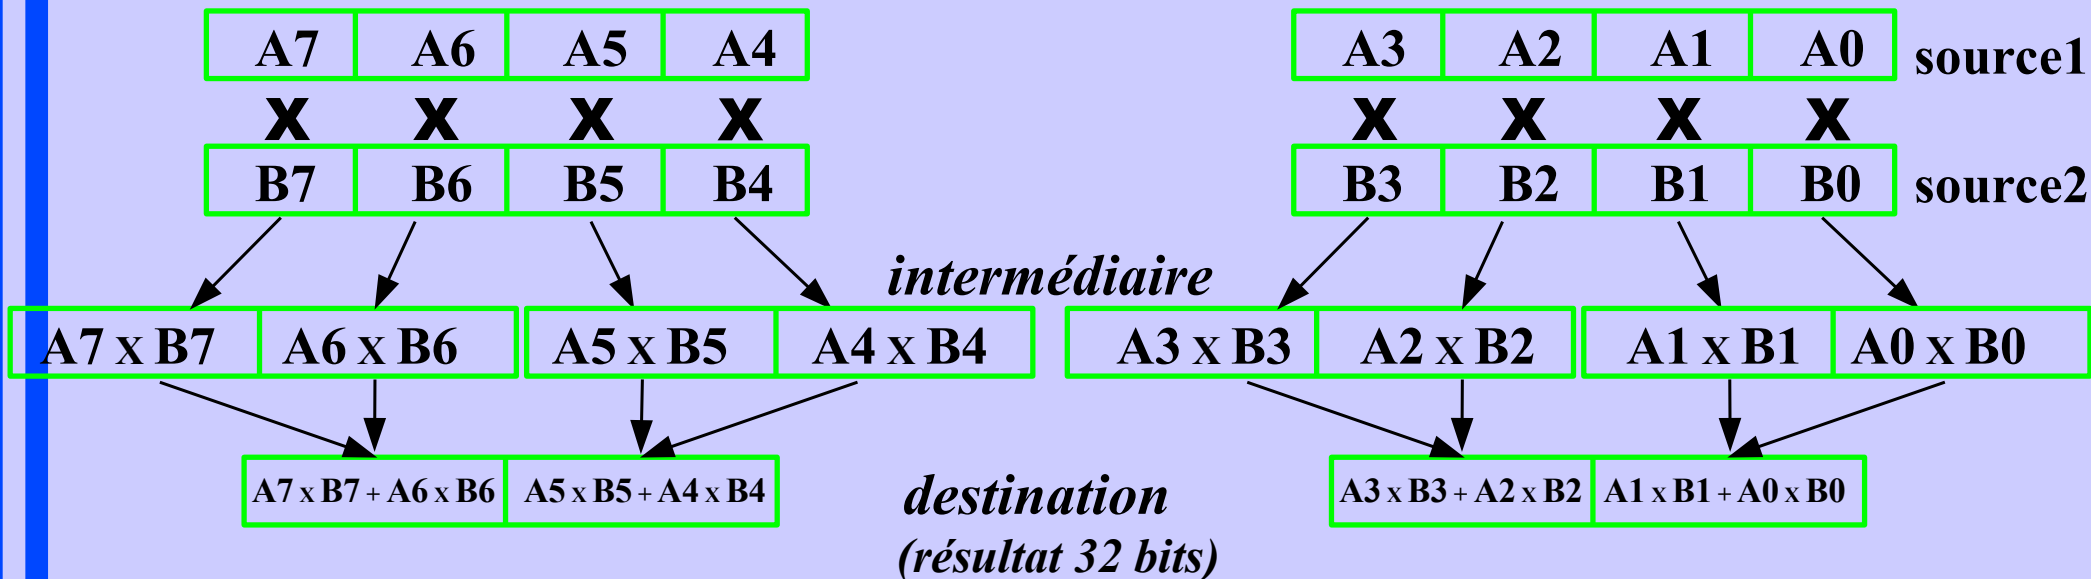 A7 A6 A5 A4 A3 A2 A1 A0 source1
x x x x x x x x
B7 B6 B5 B4 B3 B2 B1 B0 source2
intermédiaire
A7 x B7 A6 x B6 A5 x B5 A4 x B4 A3 x B3 A2 x B2 A1 x B1 A0 x B0
A7 x B7 + A6 x B6 A5 x B5 + A4 x B4 destination A3 x B3 + A2 x B2 A1 x B1 + A0 x B0
(résultat 32 bits)